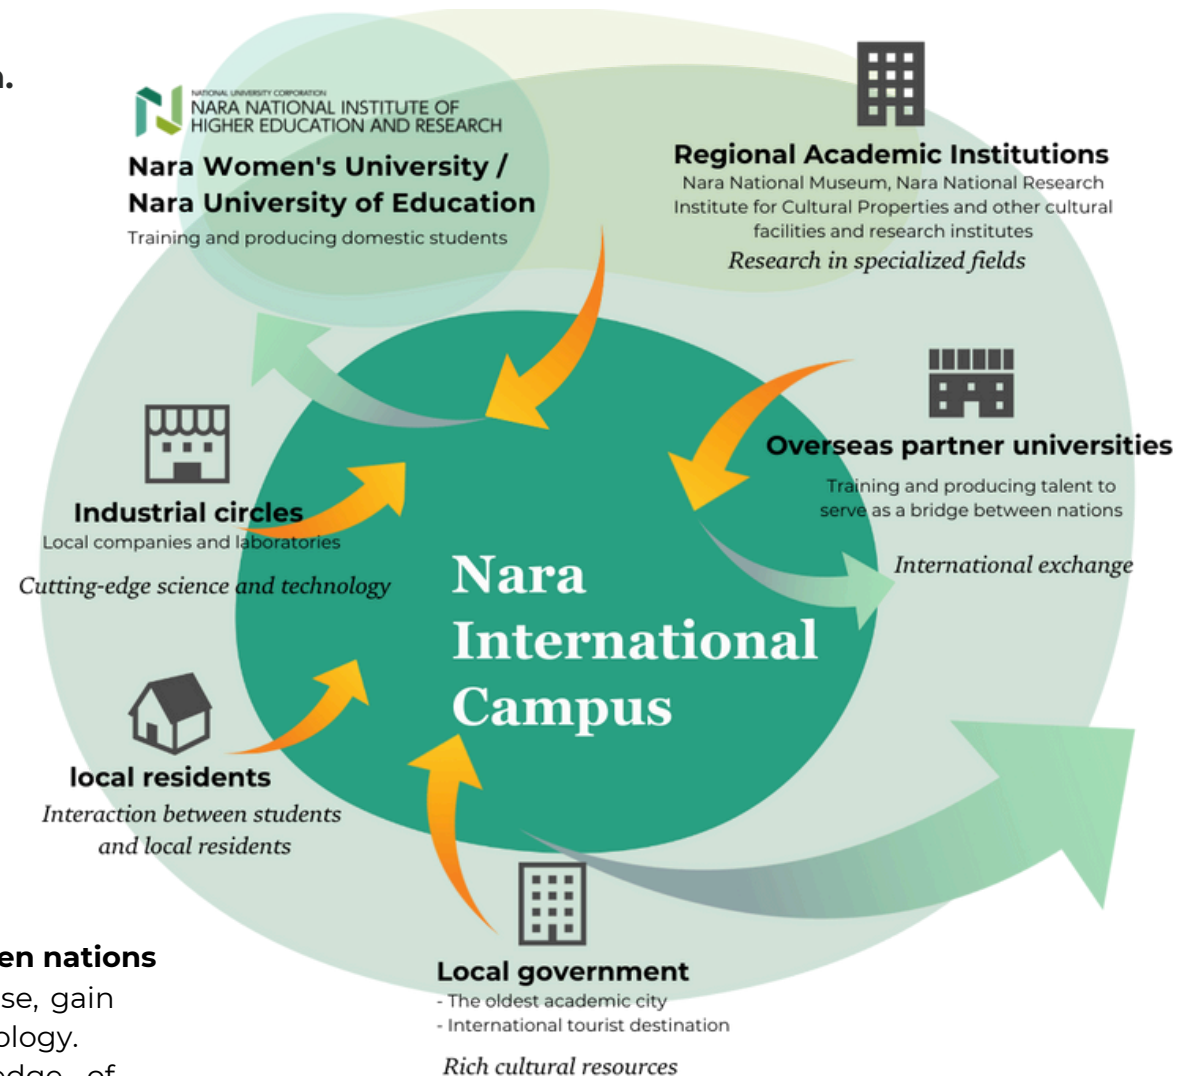 NATIONAL UNIVERSITY CORPORATION
NARA NATIONAL INSTITUTE OF
HIGHER EDUCATION AND RESEARCH
Nara Women's University /
Nara University of Education
Training and producing domestic students
Regional Academic Institutions
Nara National Museum, Nara National Research
Institute for Cultural Properties and other cultural
facilities and research institutes
Research in specialized fields
Overseas partner universities
Training and producing talent to
serve as a bridge between nations
International exchange
Industrial circles
Local companies and laboratories
Cutting-edge science and technology
Nara
International
Campus
local residents
Interaction between students
and local residents
Local government
- The oldest academic city
- International tourist destination
Rich cultural resources
en nations
se, gain
ology.
edge of